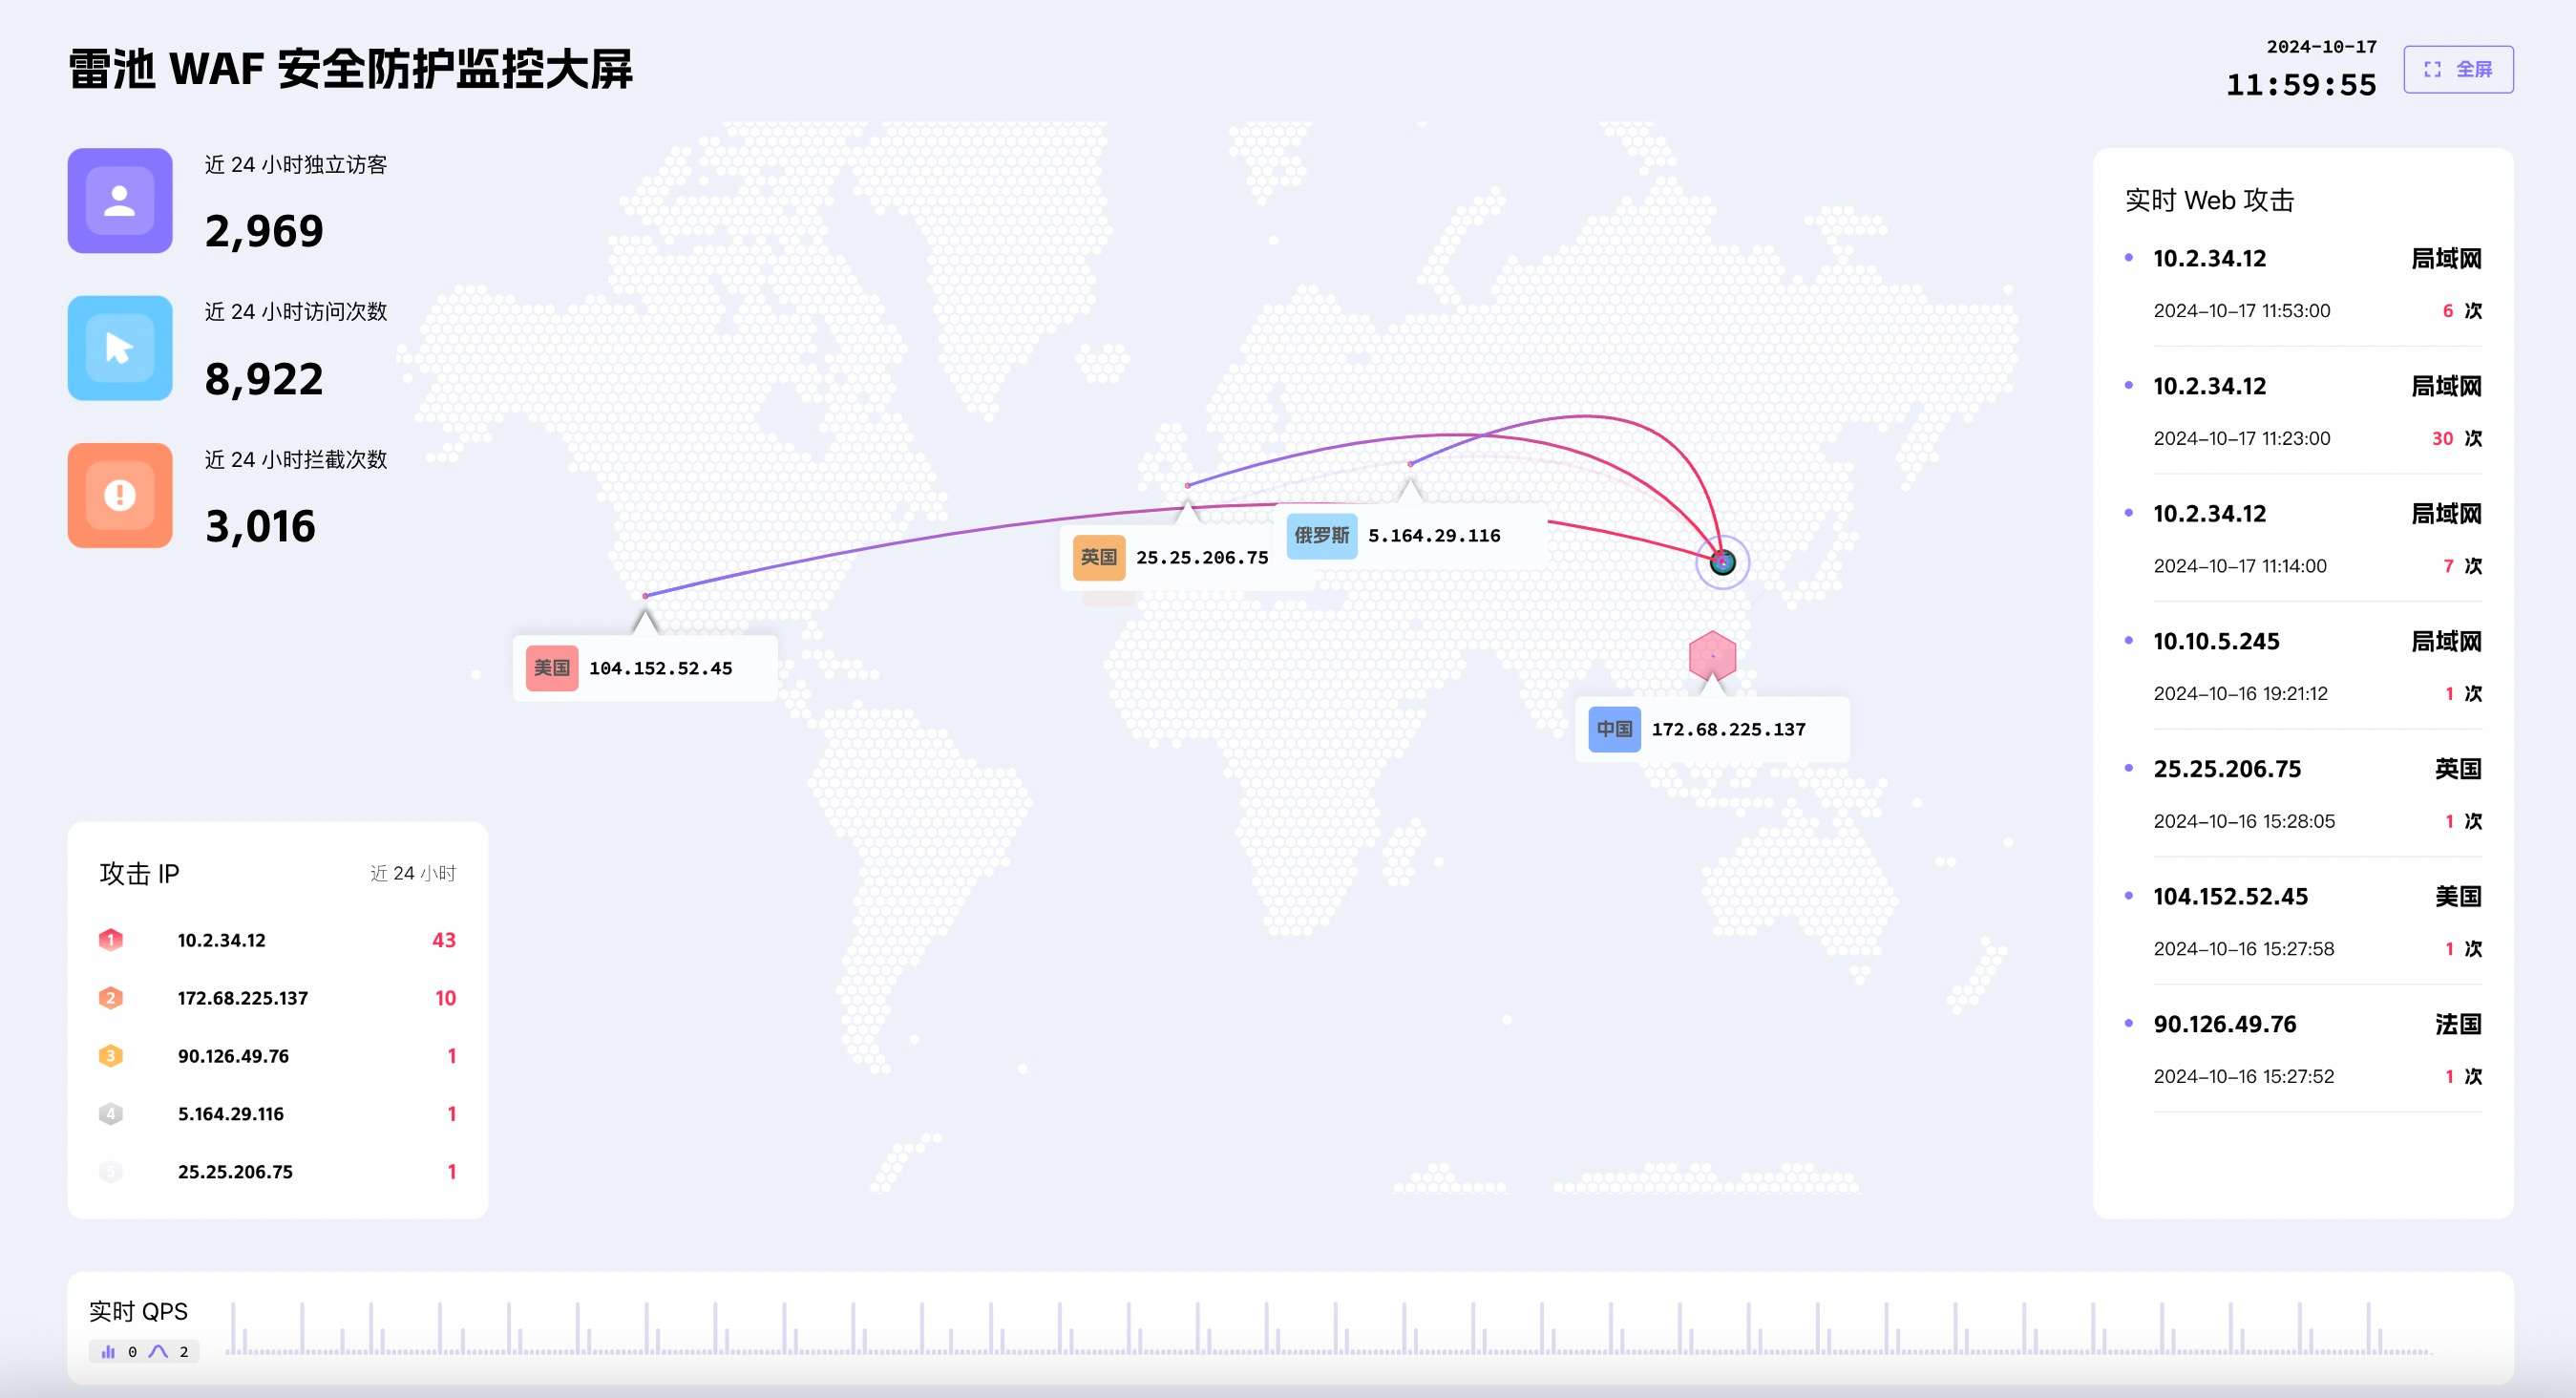 雷池 WAF 安全防护监控大屏
2024-10-17
11:59:55
全屏
近 24 小时独立访客
2,969
近 24 小时访问次数
8,922
近 24 小时拦截次数
3,016
英国 25.25.206.75
俄罗斯 5.164.29.116
美国 104.152.52.45
中国 172.68.225.137
攻击 IP 近 24 小时
1 10.2.34.12 43
2 172.68.225.137 10
3 90.126.49.76 1
4 5.164.29.116 1
5 25.25.206.75 1
实时 Web 攻击
10.2.34.12 局域网
2024-10-17 11:53:00 6 次
10.2.34.12 局域网
2024-10-17 11:23:00 30 次
10.2.34.12 局域网
2024-10-17 11:14:00 7 次
10.10.5.245 局域网
2024-10-16 19:21:12 1 次
25.25.206.75 英国
2024-10-16 15:28:05 1 次
104.152.52.45 美国
2024-10-16 15:27:58 1 次
90.126.49.76 法国
2024-10-16 15:27:52 1 次
实时 QPS
0 2